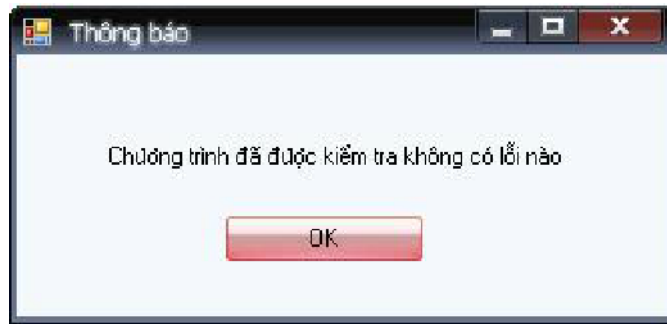 Thông báo
Chương trình đã được kiểm tra không có lỗi nào
OK